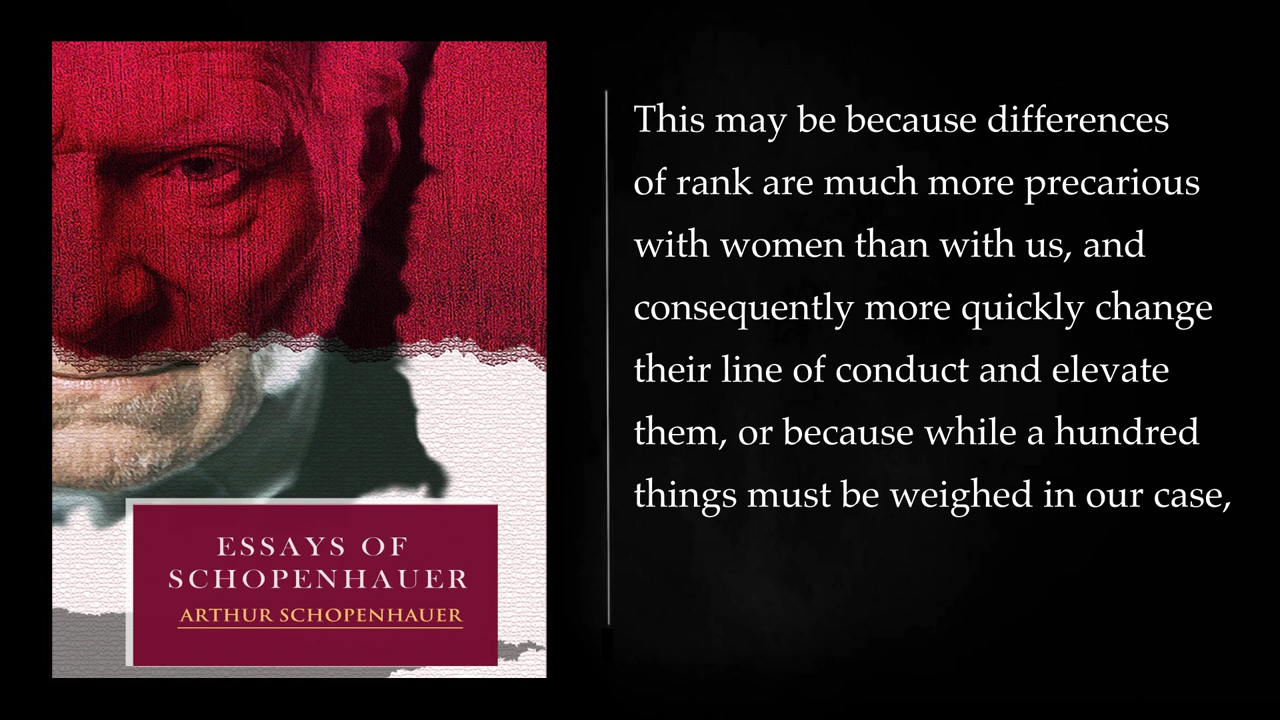 ESSAYS OF
SCHOPENHAUER
ARTHUR SCHOPENHAUER
This may be because differences
of rank are much more precarious
with women than with us, and
consequently more quickly change
their line of conduct and elevate
them, or because while a hundred
things must be weighed in our case,